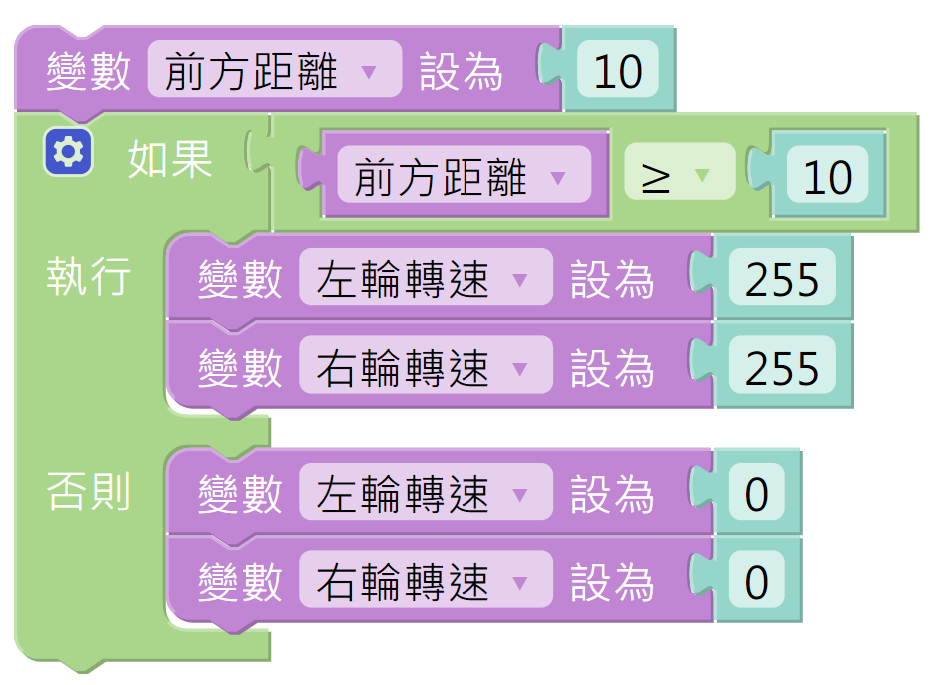 變數 前方距離 ▼ 設為 10
如果 前方距離 ▼ ≥ ▼ 10
執行 變數 左輪轉速 ▼ 設為 255
變數 右輪轉速 ▼ 設為 255
否則 變數 左輪轉速 ▼ 設為 0
變數 右輪轉速 ▼ 設為 0